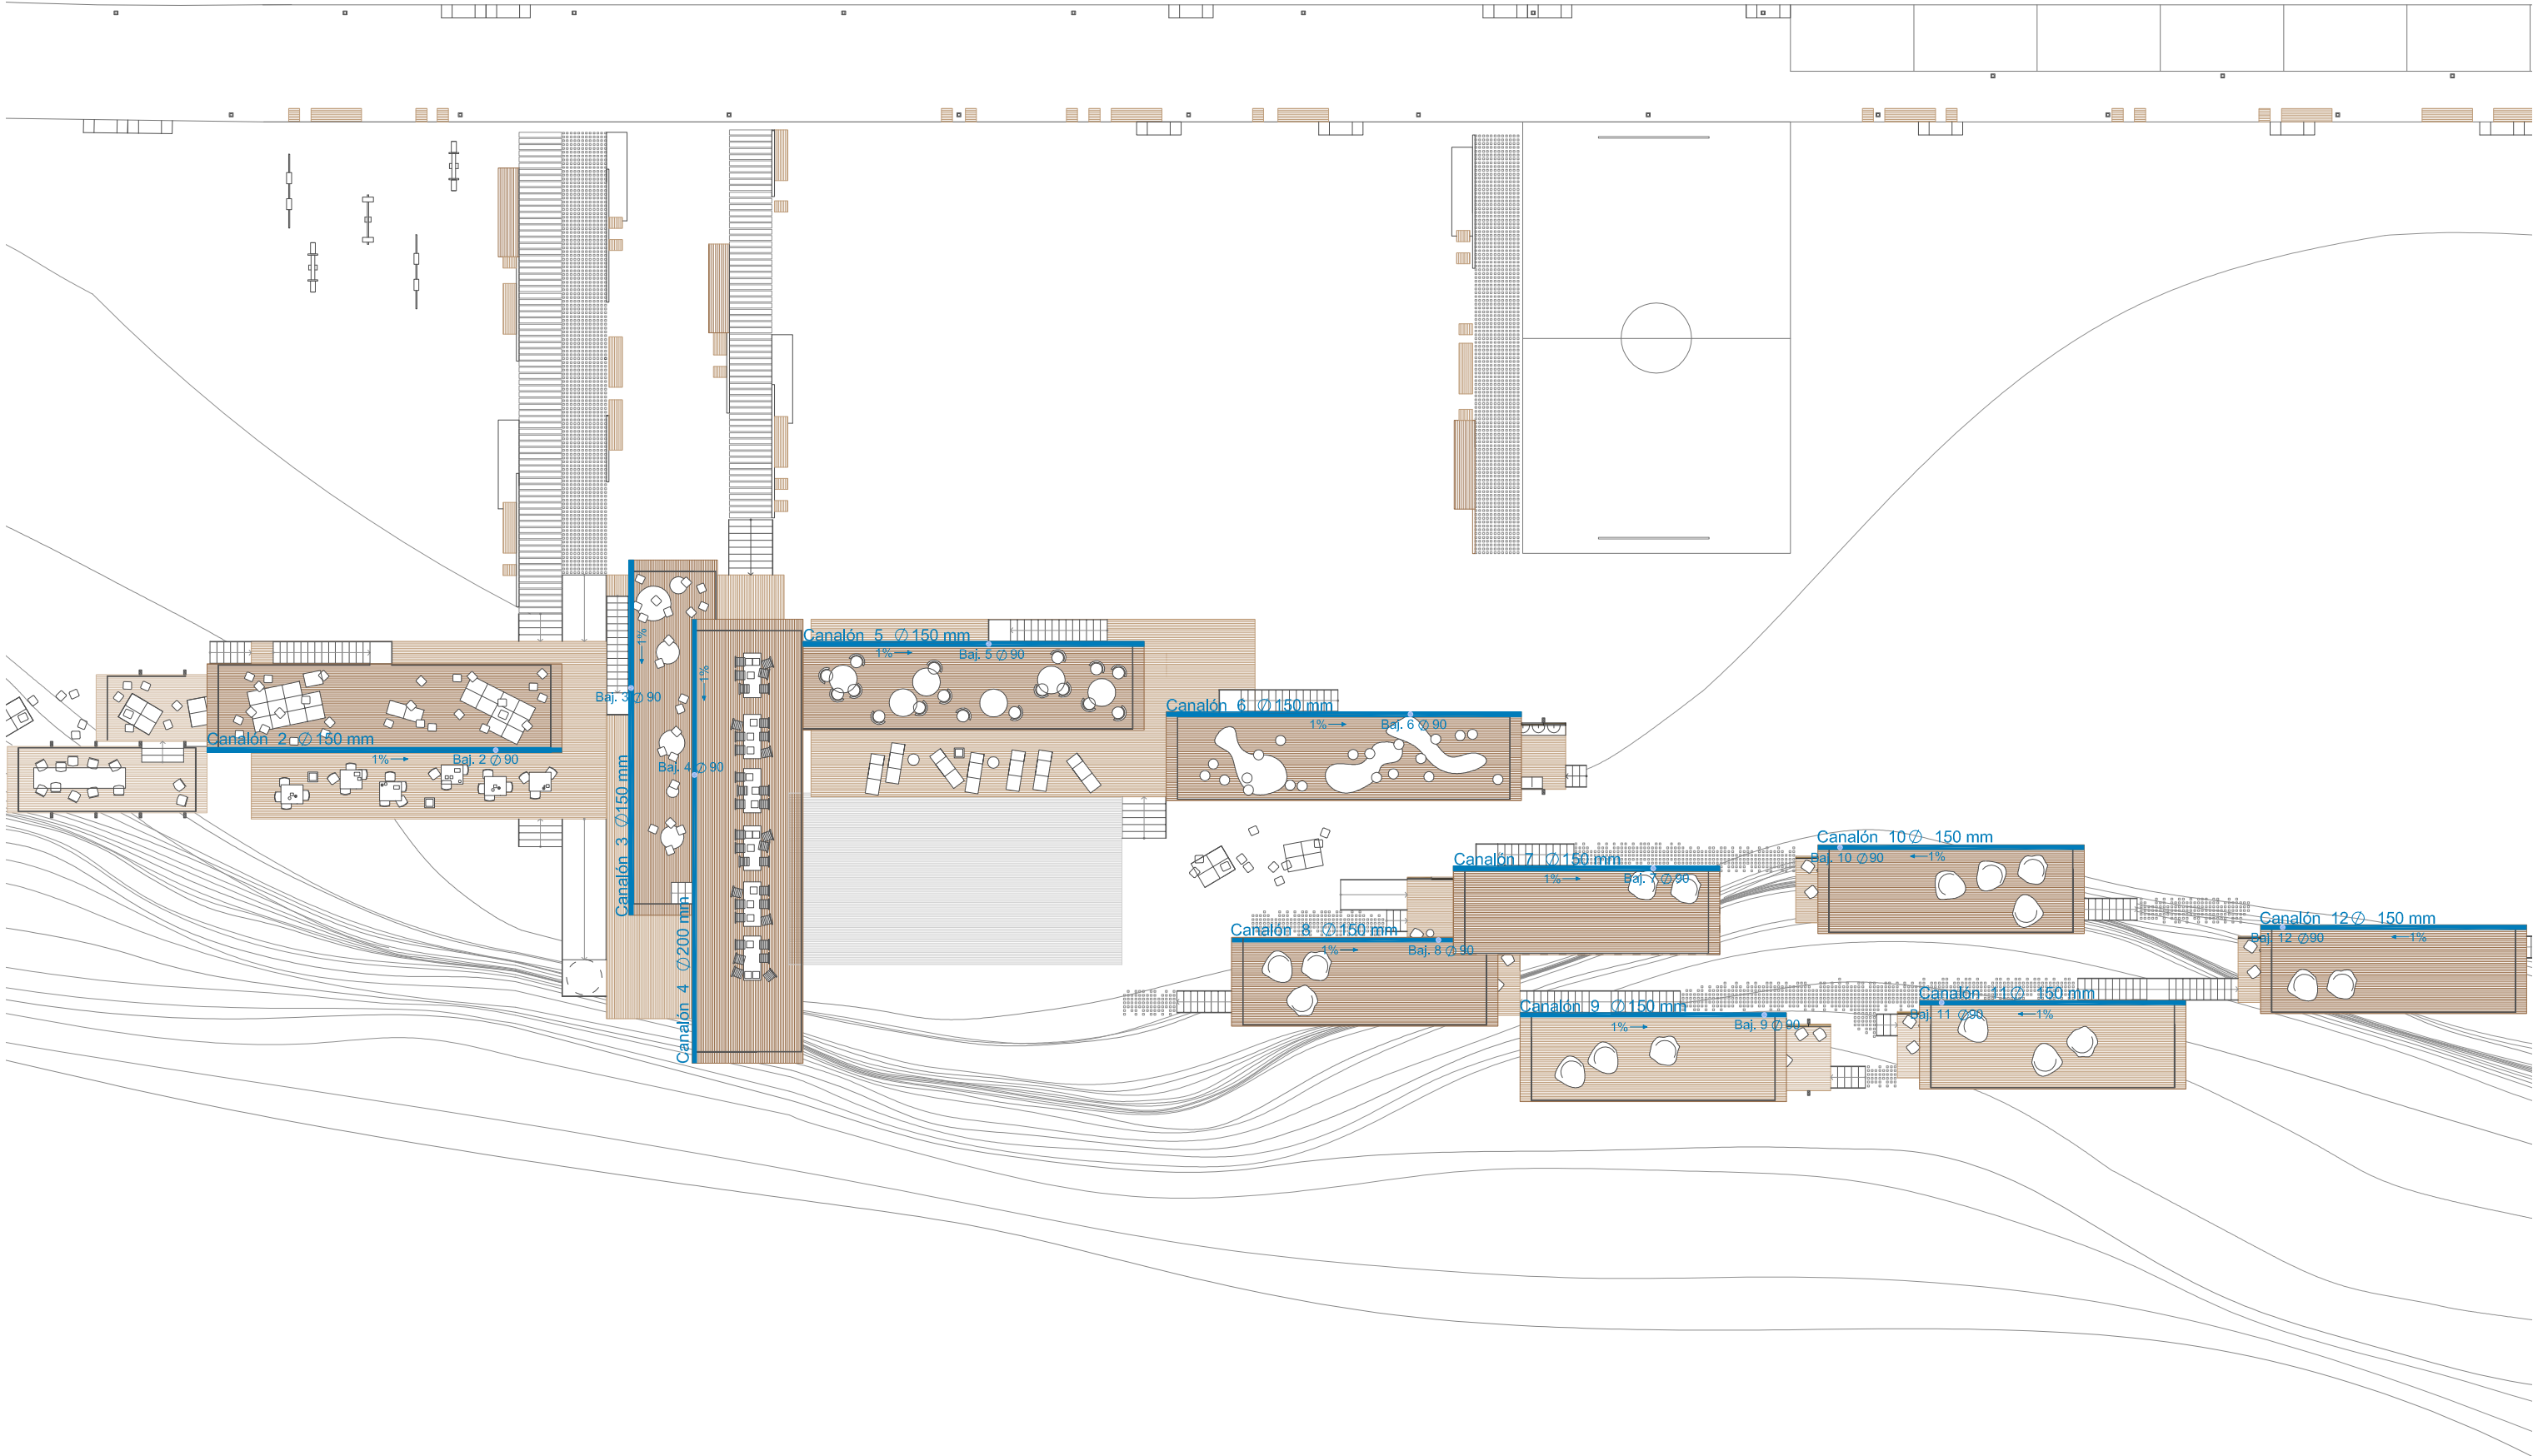 Canalón 2 ∅ 150 mm
1%
Baj. 2 ∅ 90
Canalón 3 ∅ 150 mm
1%
Baj. 3 ∅ 90
Canalón 4 ∅ 200 mm
1%
Baj. 4 ∅ 90
Canalón 5 ∅ 150 mm
1%
Baj. 5 ∅ 90
Canalón 6 ∅ 150 mm
1%
Baj. 6 ∅ 90
Canalón 7 ∅ 150 mm
1%
Baj. 7 ∅ 90
Canalón 8 ∅ 150 mm
1%
Baj. 8 ∅ 90
Canalón 9 ∅ 150 mm
1%
Baj. 9 ∅ 90
Canalón 10 ∅ 150 mm
Baj. 10 ∅ 90
1%
Canalón 11 ∅ 150 mm
Baj. 11 ∅ 90
1%
Canalón 12 ∅ 150 mm
Baj. 12 ∅ 90
1%